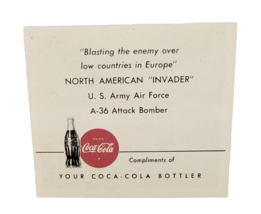 "Blasting the enemy over
low countries in Europe"
NORTH AMERICAN "INVADER"
U. S. Army Air Force
A-36 Attack Bomber
DRINK
Coca-Cola
Compliments of
YOUR COCA-COLA BOTTLER